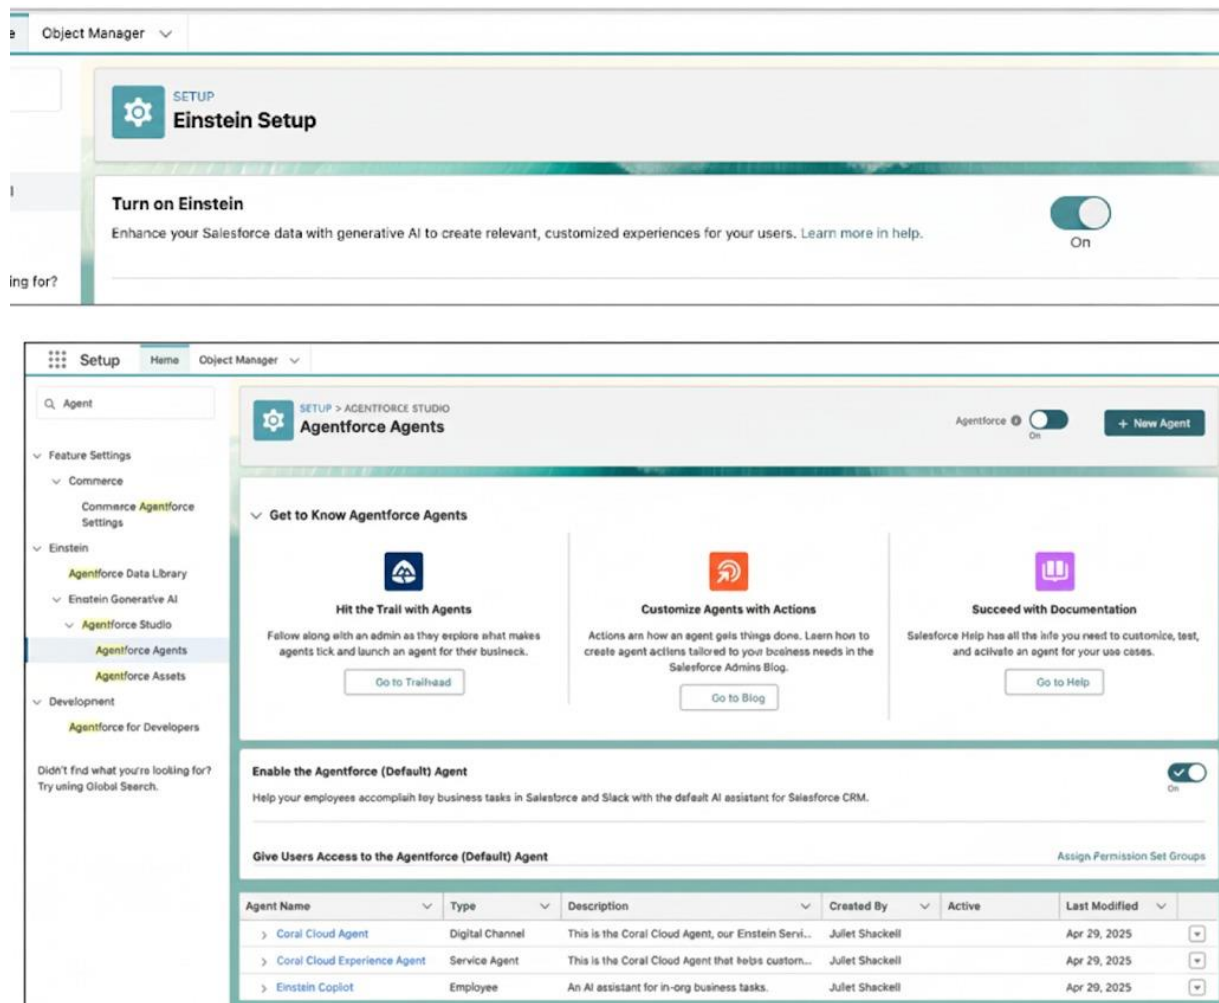 Object Manager
SETUP
Einstein Setup
Turn on Einstein
Enhance your Salesforce data with generative AI to create relevant, customized experiences for your users. Learn more in help.
On
ing for?
Setup Home Object Manager
Agent
Feature Settings
Commerce
Commerce Agentforce
Settings
Einstein
Agentforce Data Library
Enstein Generative AI
Agentforce Studio
Agentforce Agents
Agentforce Assets
Development
Agentforce for Developers
Didn't find what you're looking for?
Try using Global Search.
SETUP > AGENTFORCE STUDIO
Agentforce Agents
Agentforce
On
+ New Agent
Get to Know Agentforce Agents
Hit the Trail with Agents
Follow along with an admin as they explore what makes
agents tick and launch an agent for their busineck.
Go to Trailhead
Customize Agents with Actions
Actions are how an agent gets things done. Learn how to
create agent actions tailored to your business needs in the
Salesforce Admins Blog.
Go to Blog
Succeed with Documentation
Salesforce Help has all the info you need to customize, test,
and activate an agent for your use cases.
Go to Help
Enable the Agentforce (Default) Agent
Help your employees accomplish key business tasks in Salesforce and Slack with the default AI assistant for Salesforce CRM.
On
Give Users Access to the Agentforce (Default) Agent
Assign Permission Set Groups
Agent Name Type Description Created By Active Last Modified
Coral Cloud Agent Digital Channel This is the Coral Cloud Agent, our Enstein Servi... Juliet Shackell Apr 29, 2025
Coral Cloud Experience Agent Service Agent This is the Coral Cloud Agent that helps custom... Juliet Shackell Apr 29, 2025
Einstein Copilot Employee An AI assistant for in-org business tasks. Juliet Shackell Apr 29, 2025